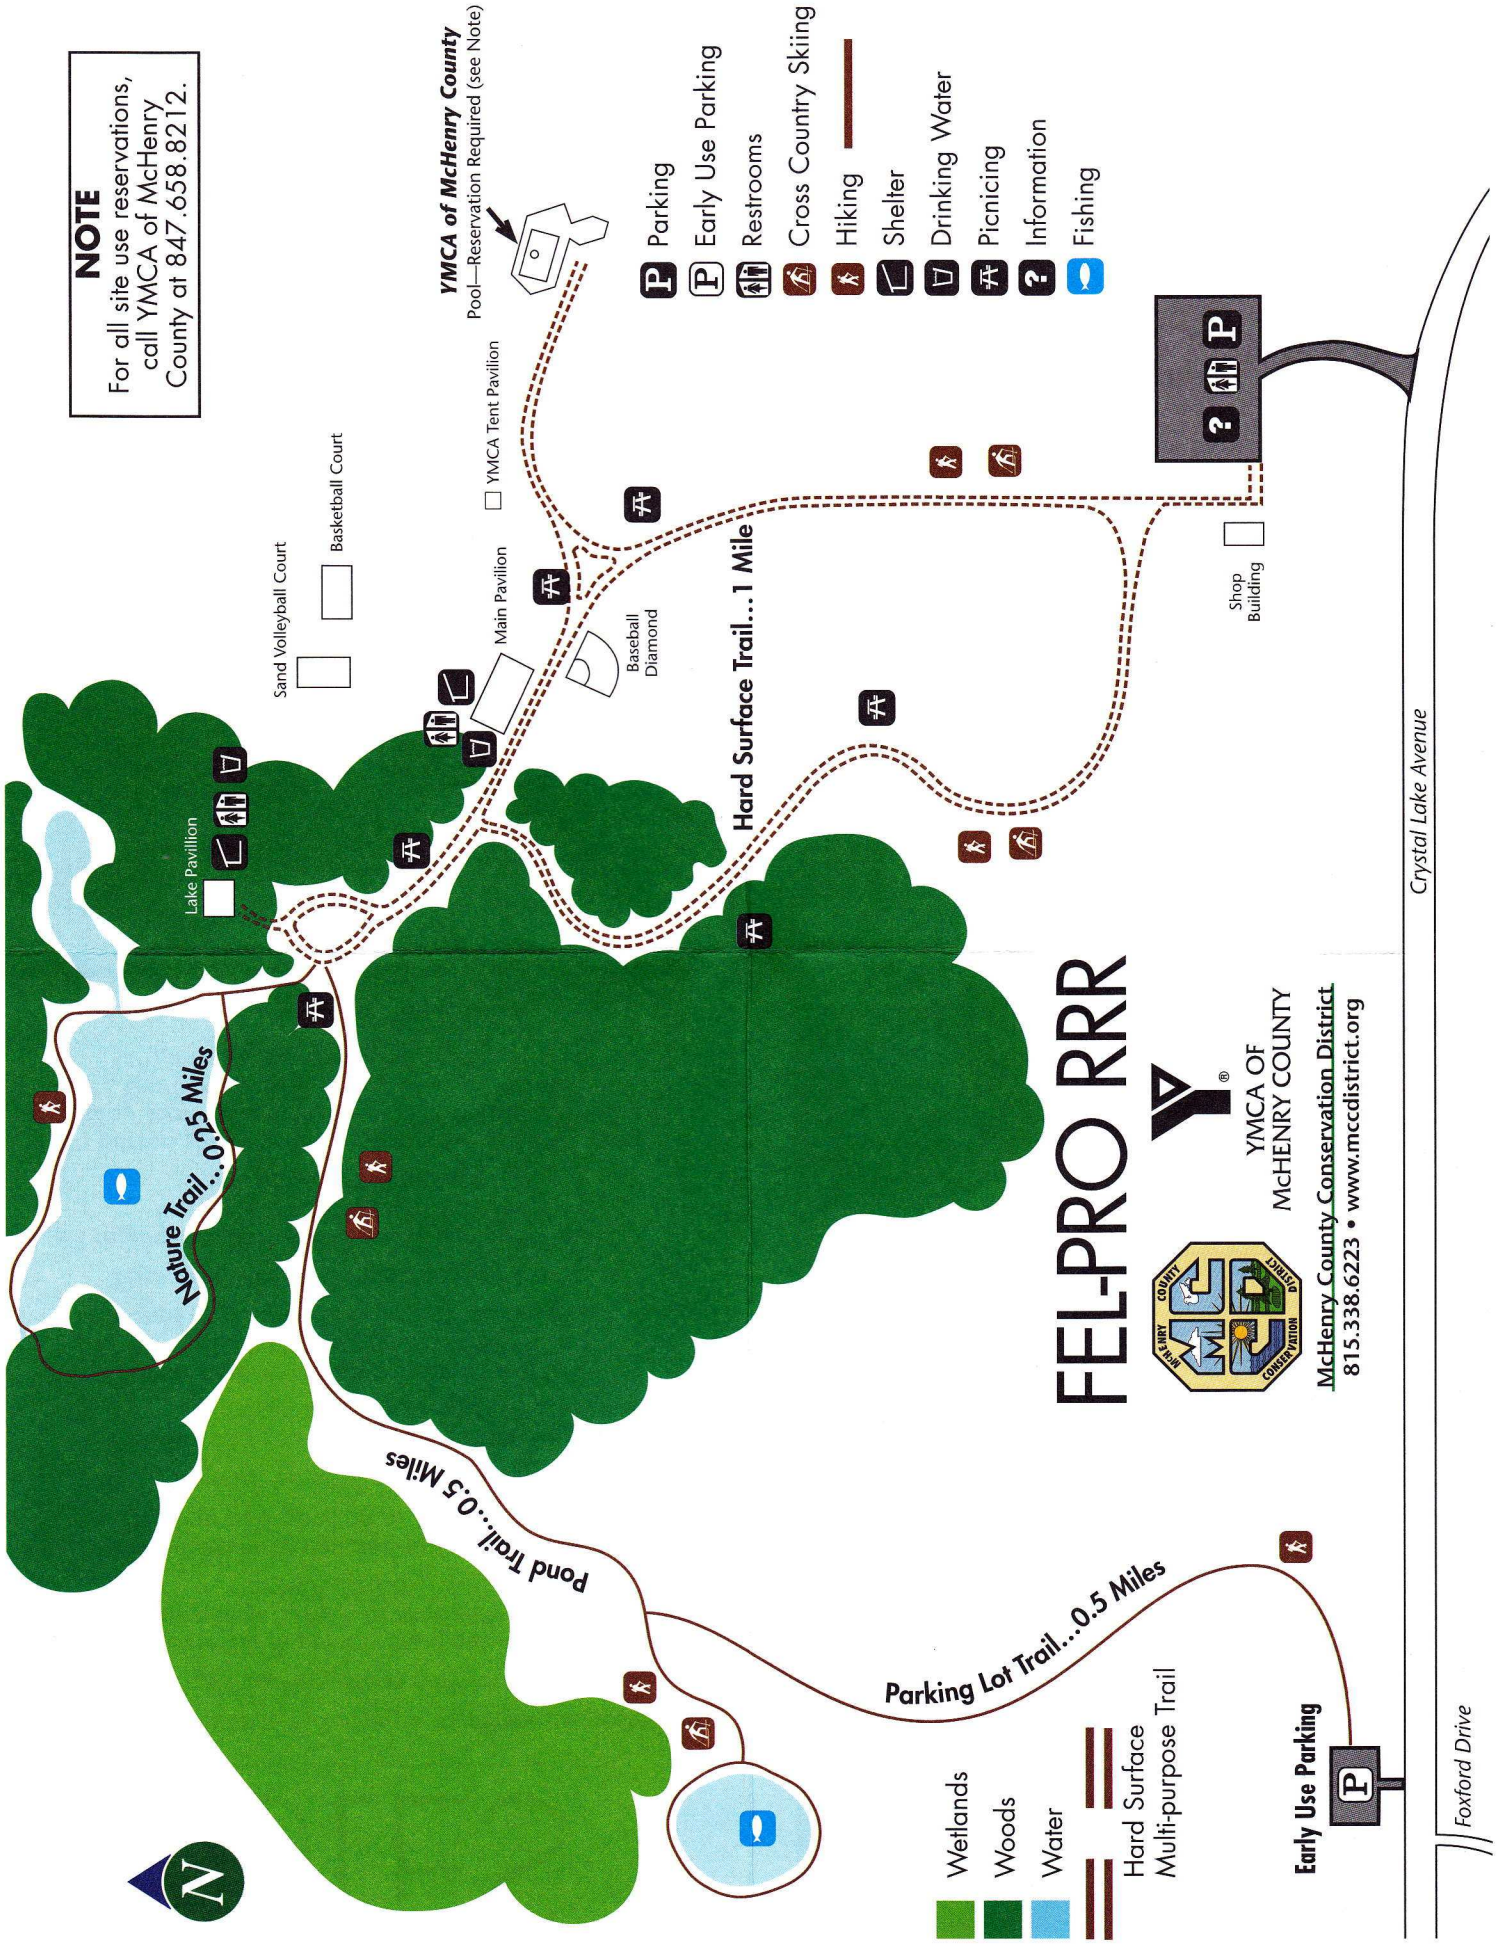 NOTE
For all site use reservations,
call YMCA of McHenry
County at 847.658.8212.
YMCA of McHenry County
Pool—Reservation Required (see Note)
YMCA Tent Pavilion
Basketball Court
Sand Volleyball Court
Main Pavilion
Baseball
Diamond
Lake Pavillion
Hard Surface Trail...1 Mile
Nature Trail...0.25 Miles
Pond Trail...0.5 Miles
Parking Lot Trail...0.5 Miles
Shop
Building
P Parking
P Early Use Parking
Restrooms
Cross Country Skiing
Hiking
Shelter
Drinking Water
Picnicing
? Information
Fishing
? P
FEL-PRO RRR
McHENRY COUNTY
MCCD
CONSERVATION DISTRICT
Y®
YMCA OF
McHENRY COUNTY
McHenry County Conservation District
815.338.6223 • www.mccdistrict.org
N
Wetlands
Woods
Water
Hard Surface
Multi-purpose Trail
Early Use Parking
P
Crystal Lake Avenue
Foxford Drive